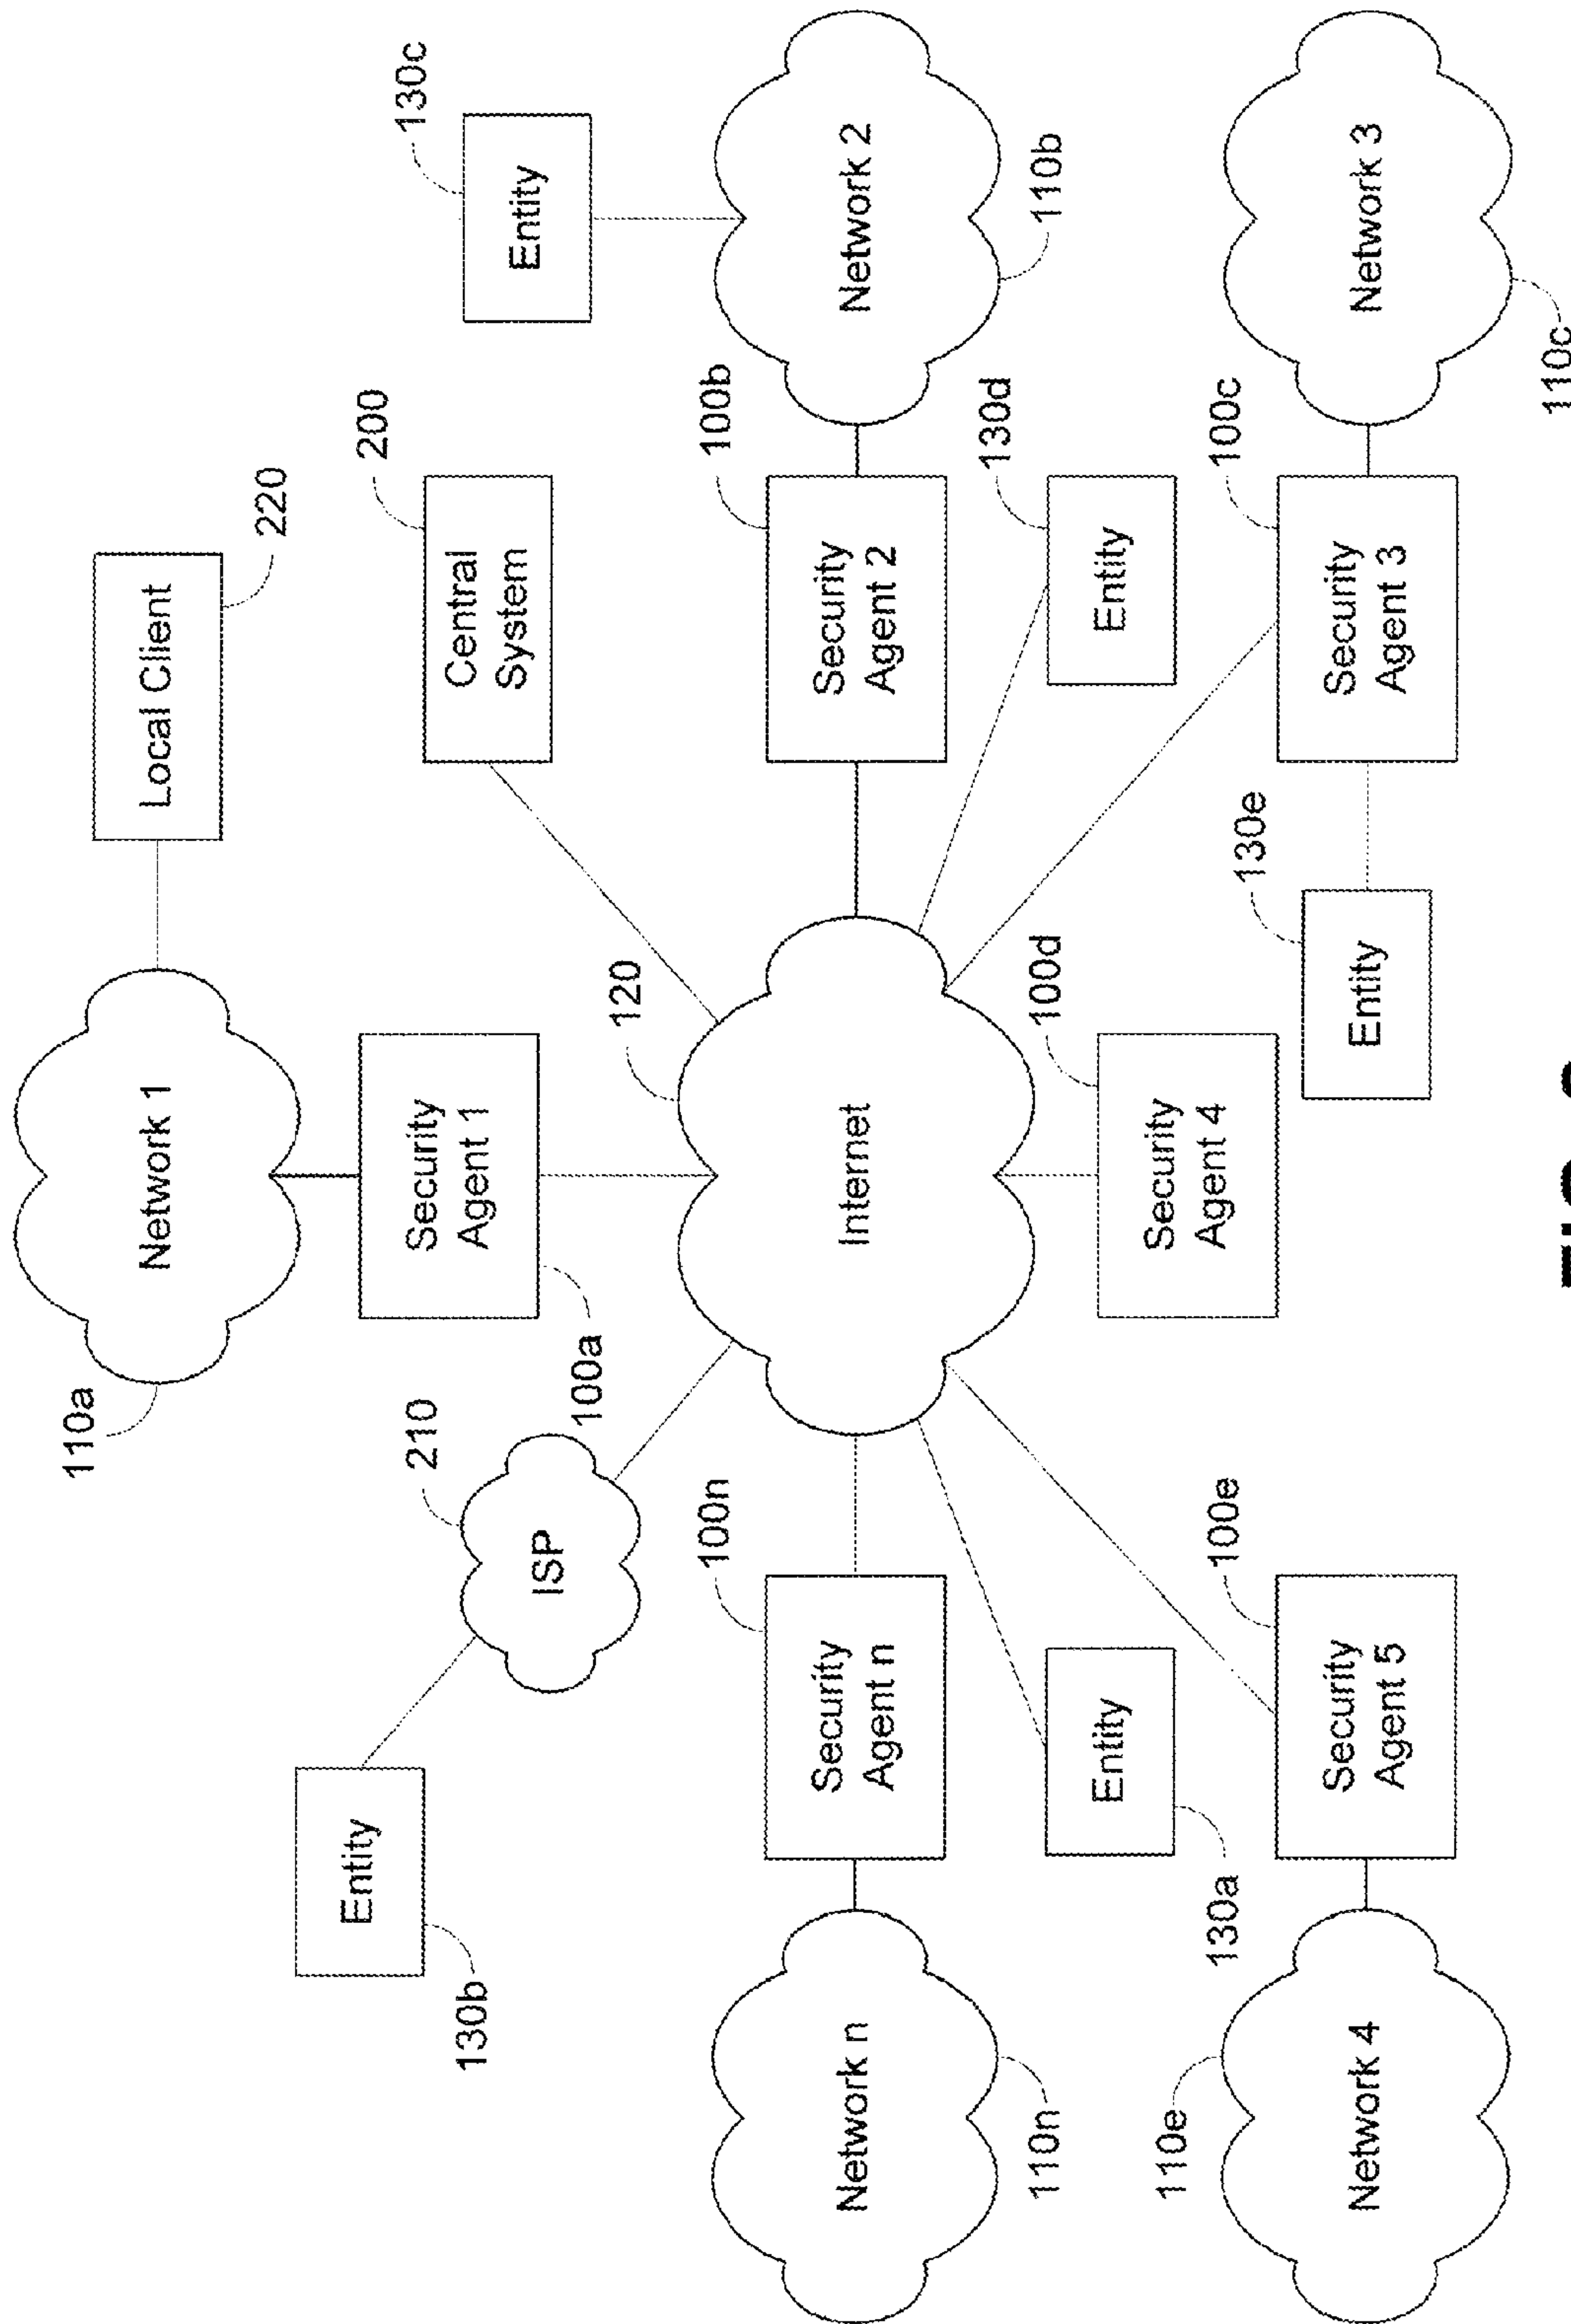 110a
Network 1
Local Client
220
Entity
130b
200
130c
210
Security
Agent 1
Central
System
Entity
ISP
100a
120
100n
100b
Network n
Security
Agent n
Internet
Security
Agent 2
Network 2
130d
110n
100d
110b
Entity
Entity
110e
Security
Agent 4
130a
100e
130e
100c
Network 4
Security
Agent 5
Entity
Security
Agent 3
Network 3
110c